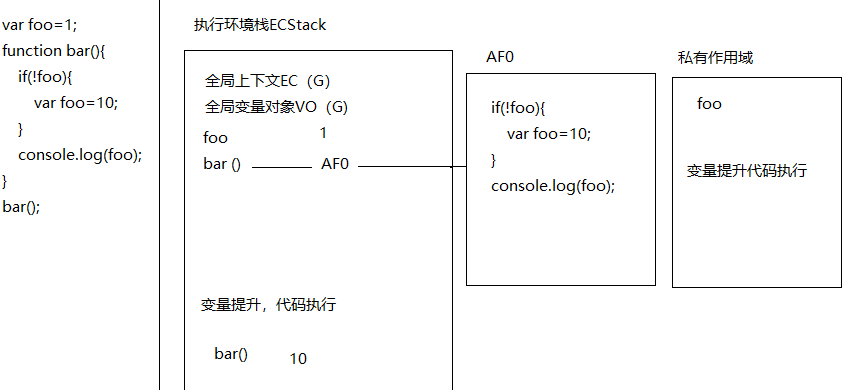 var foo=1;
function bar(){
if(!foo){
var foo=10;
}
console.log(foo);
}
bar();
执行环境栈ECStack
全局上下文EC（G）
全局变量对象VO（G）
foo 1
bar () AF0
变量提升，代码执行
bar() 10
AF0
if(!foo){
var foo=10;
}
console.log(foo);
私有作用域
foo
变量提升代码执行